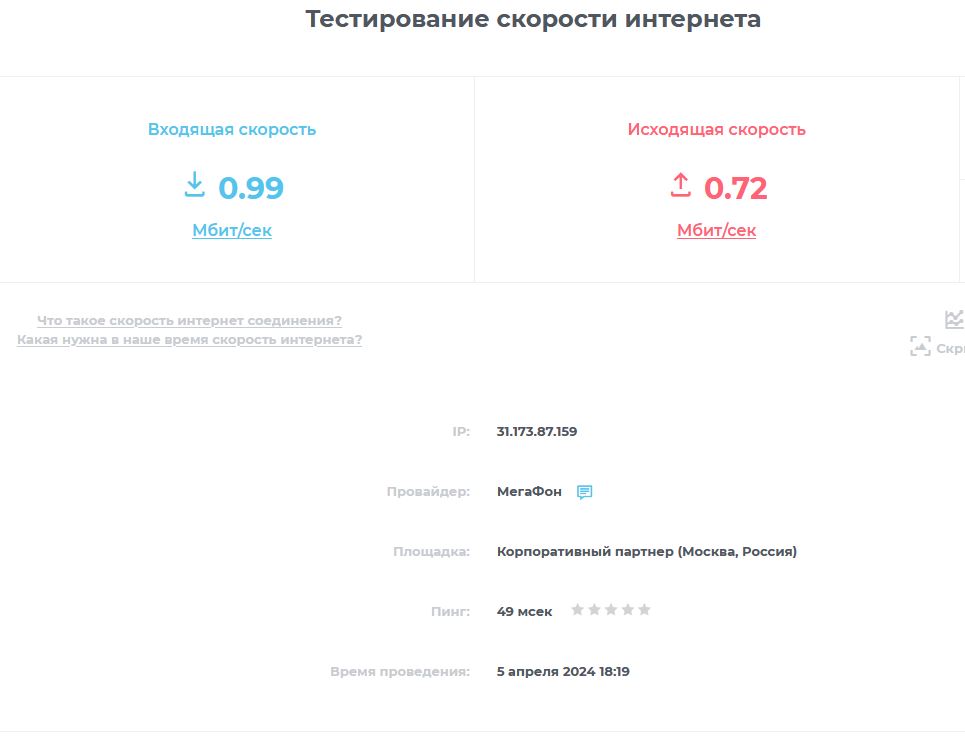 Тестирование скорости интернета
Входящая скорость
0.99
Мбит/сек
Исходящая скорость
0.72
Мбит/сек
Что такое скорость интернет соединения?
Какая нужна в наше время скорость интернета?
IP: 31.173.87.159
Провайдер: МегаФон
Площадка: Корпоративный партнер (Москва, Россия)
Пинг: 49 мсек
Время проведения: 5 апреля 2024 18:19